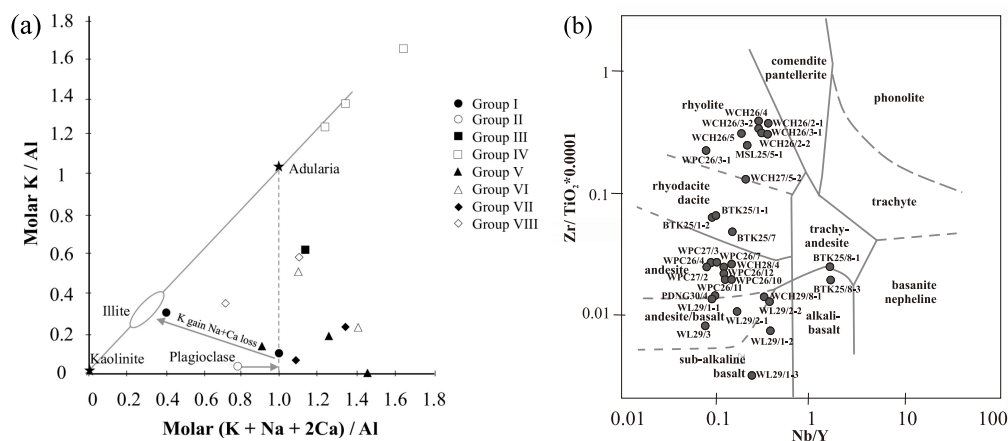 (a)
1.8
1.6
1.4
1.2
1
0.8
0.6
0.4
0.2
0
Molar K / Al
Adularia
Illite
K gain Na+Ca loss
Kaolinite
Plagioclase
0.0 0.2 0.4 0.6 0.8 1.0 1.2 1.4 1.6 1.8
Molar (K + Na + 2Ca) / Al
Group I
Group II
Group III
Group IV
Group V
Group VI
Group VII
Group VIII
(b)
1
0.1
0.01
Zr/ TiO2*0.0001
comendite
pantellerite
phonolite
rhyolite
WCH26/4
WCH26/3-2
WCH26/2-1
WCH26/5
WCH26/3-1
WCH26/2-2
MSL25/5-1
WPC26/3-1
WCH27/5-2
rhyodacite
dacite
trachyte
BTK25/1-1
BTK25/1-2
BTK25/7
trachy-
andesite
BTK25/8-1
WPC27/3
WPC26/7
WPC26/4
WCH28/4
andesite
WPC26/12
WPC27/2
WPC26/10
WPC26/11
BTK25/8-3
basanite
nepheline
PDNG30/4
WCH29/8-1
WL29/1-1
WL29/2-2
andesite/basalt
WL29/2-1
alkali-
basalt
WL29/3
WL29/1-2
sub-alkaline
basalt
WL29/1-3
0.01 0.1 1 10 100
Nb/Y